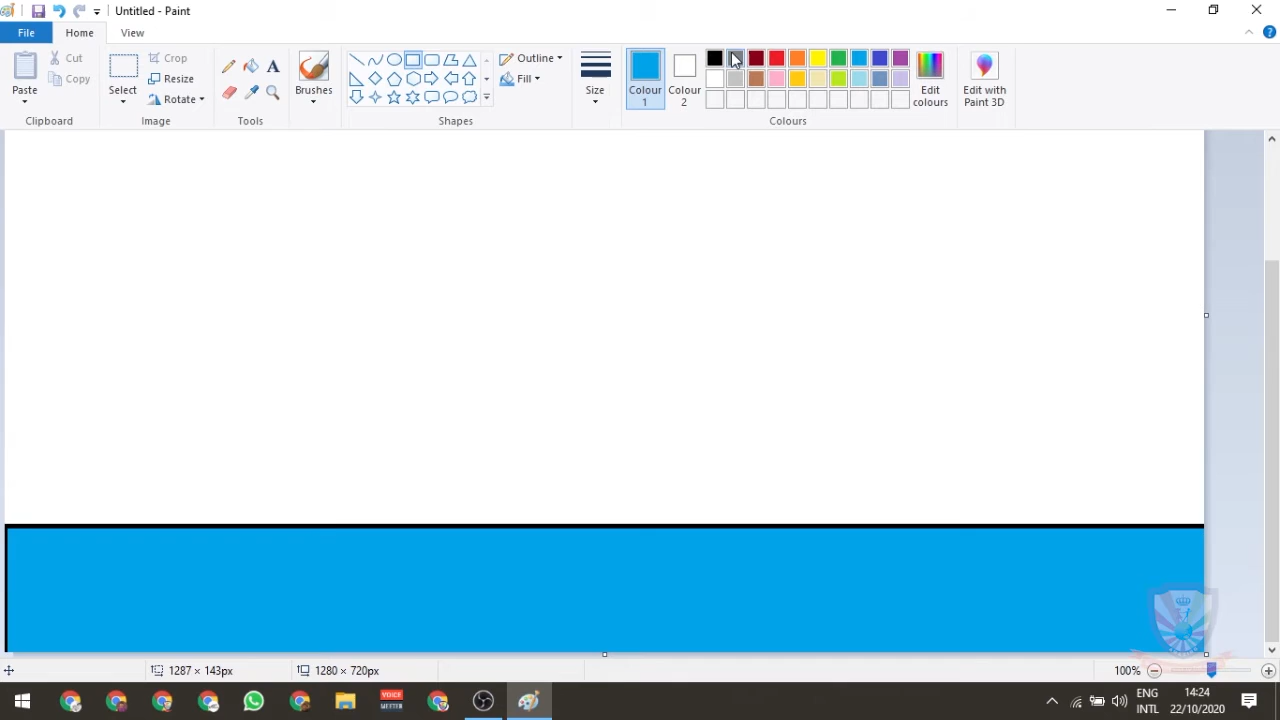 Untitled - Paint
File Home View
Paste
Cut
Copy
Clipboard
Select
Crop
Resize
Rotate
Image
Tools
Brushes
Shapes
Outline
Fill
Size
Colour 1
Colour 2
Colours
Edit colours
Edit with Paint 3D
1287 × 143px
1280 × 720px
100%
VOICE
MEETER
ENG
INTL
14:24
22/10/2020